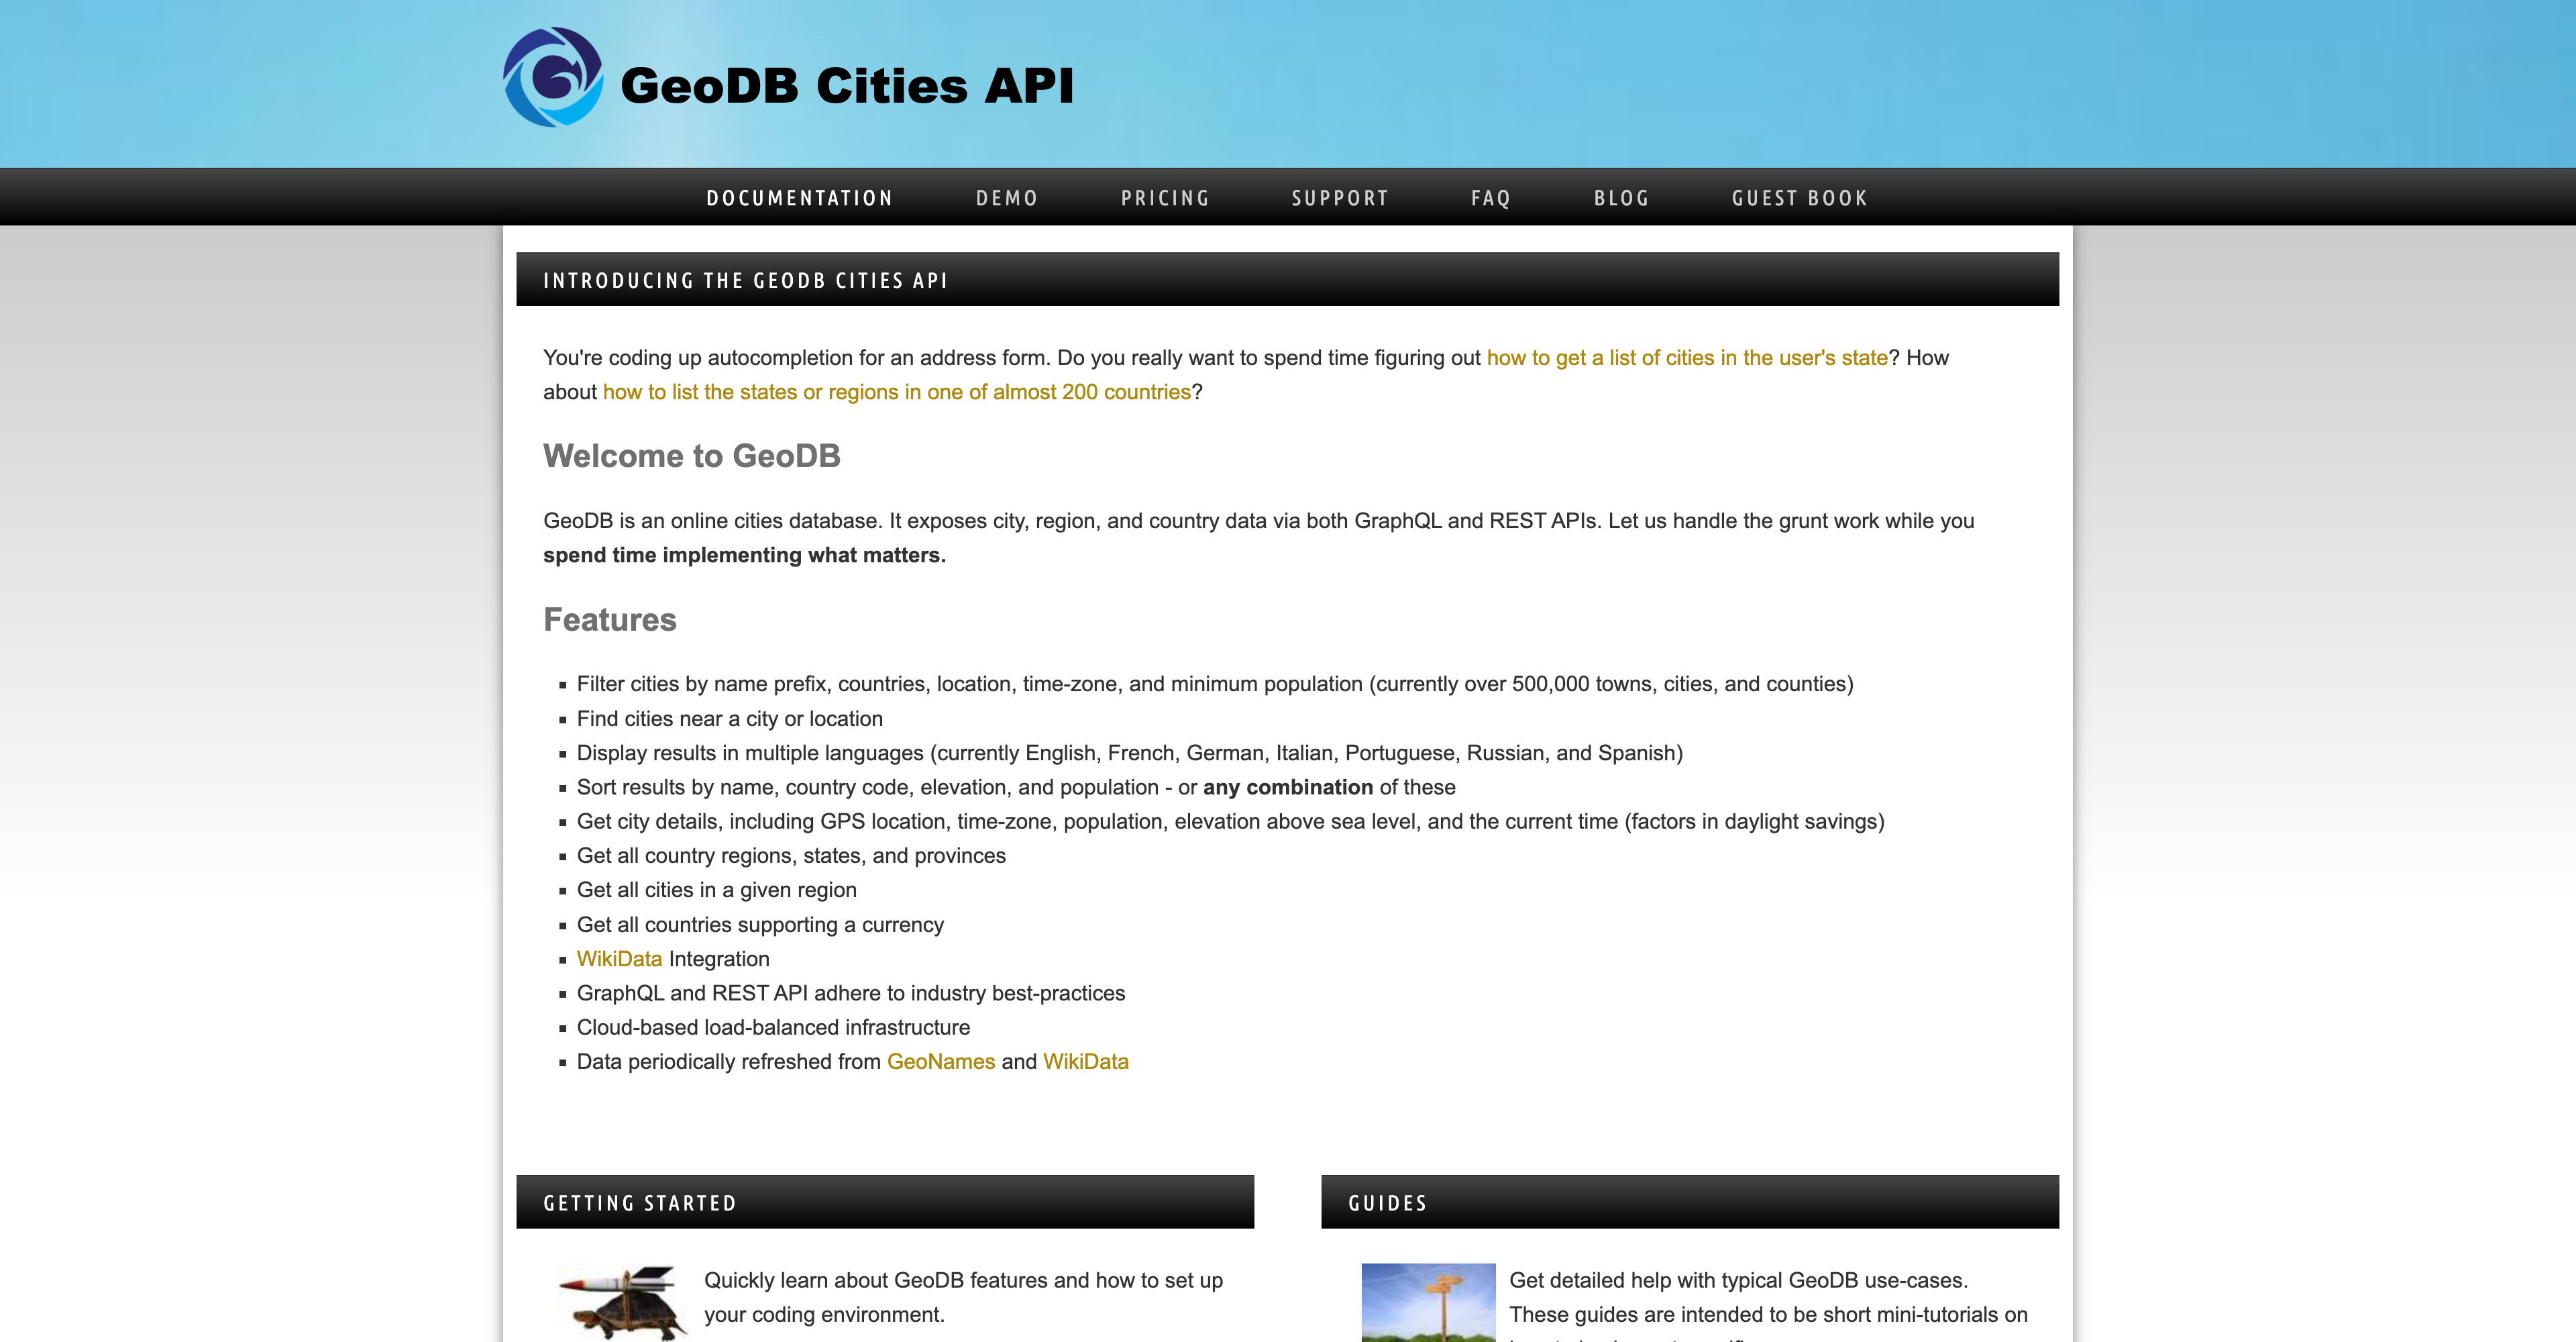 GeoDB Cities API
DOCUMENTATION DEMO PRICING SUPPORT FAQ BLOG GUEST BOOK
INTRODUCING THE GEODB CITIES API
You're coding up autocompletion for an address form. Do you really want to spend time figuring out how to get a list of cities in the user's state? How
about how to list the states or regions in one of almost 200 countries?
Welcome to GeoDB
GeoDB is an online cities database. It exposes city, region, and country data via both GraphQL and REST APIs. Let us handle the grunt work while you
spend time implementing what matters.
Features
Filter cities by name prefix, countries, location, time-zone, and minimum population (currently over 500,000 towns, cities, and counties)
Find cities near a city or location
Display results in multiple languages (currently English, French, German, Italian, Portuguese, Russian, and Spanish)
Sort results by name, country code, elevation, and population - or any combination of these
Get city details, including GPS location, time-zone, population, elevation above sea level, and the current time (factors in daylight savings)
Get all country regions, states, and provinces
Get all cities in a given region
Get all countries supporting a currency
WikiData Integration
GraphQL and REST API adhere to industry best-practices
Cloud-based load-balanced infrastructure
Data periodically refreshed from GeoNames and WikiData
GETTING STARTED
Quickly learn about GeoDB features and how to set up
your coding environment.
GUIDES
Get detailed help with typical GeoDB use-cases.
These guides are intended to be short mini-tutorials on